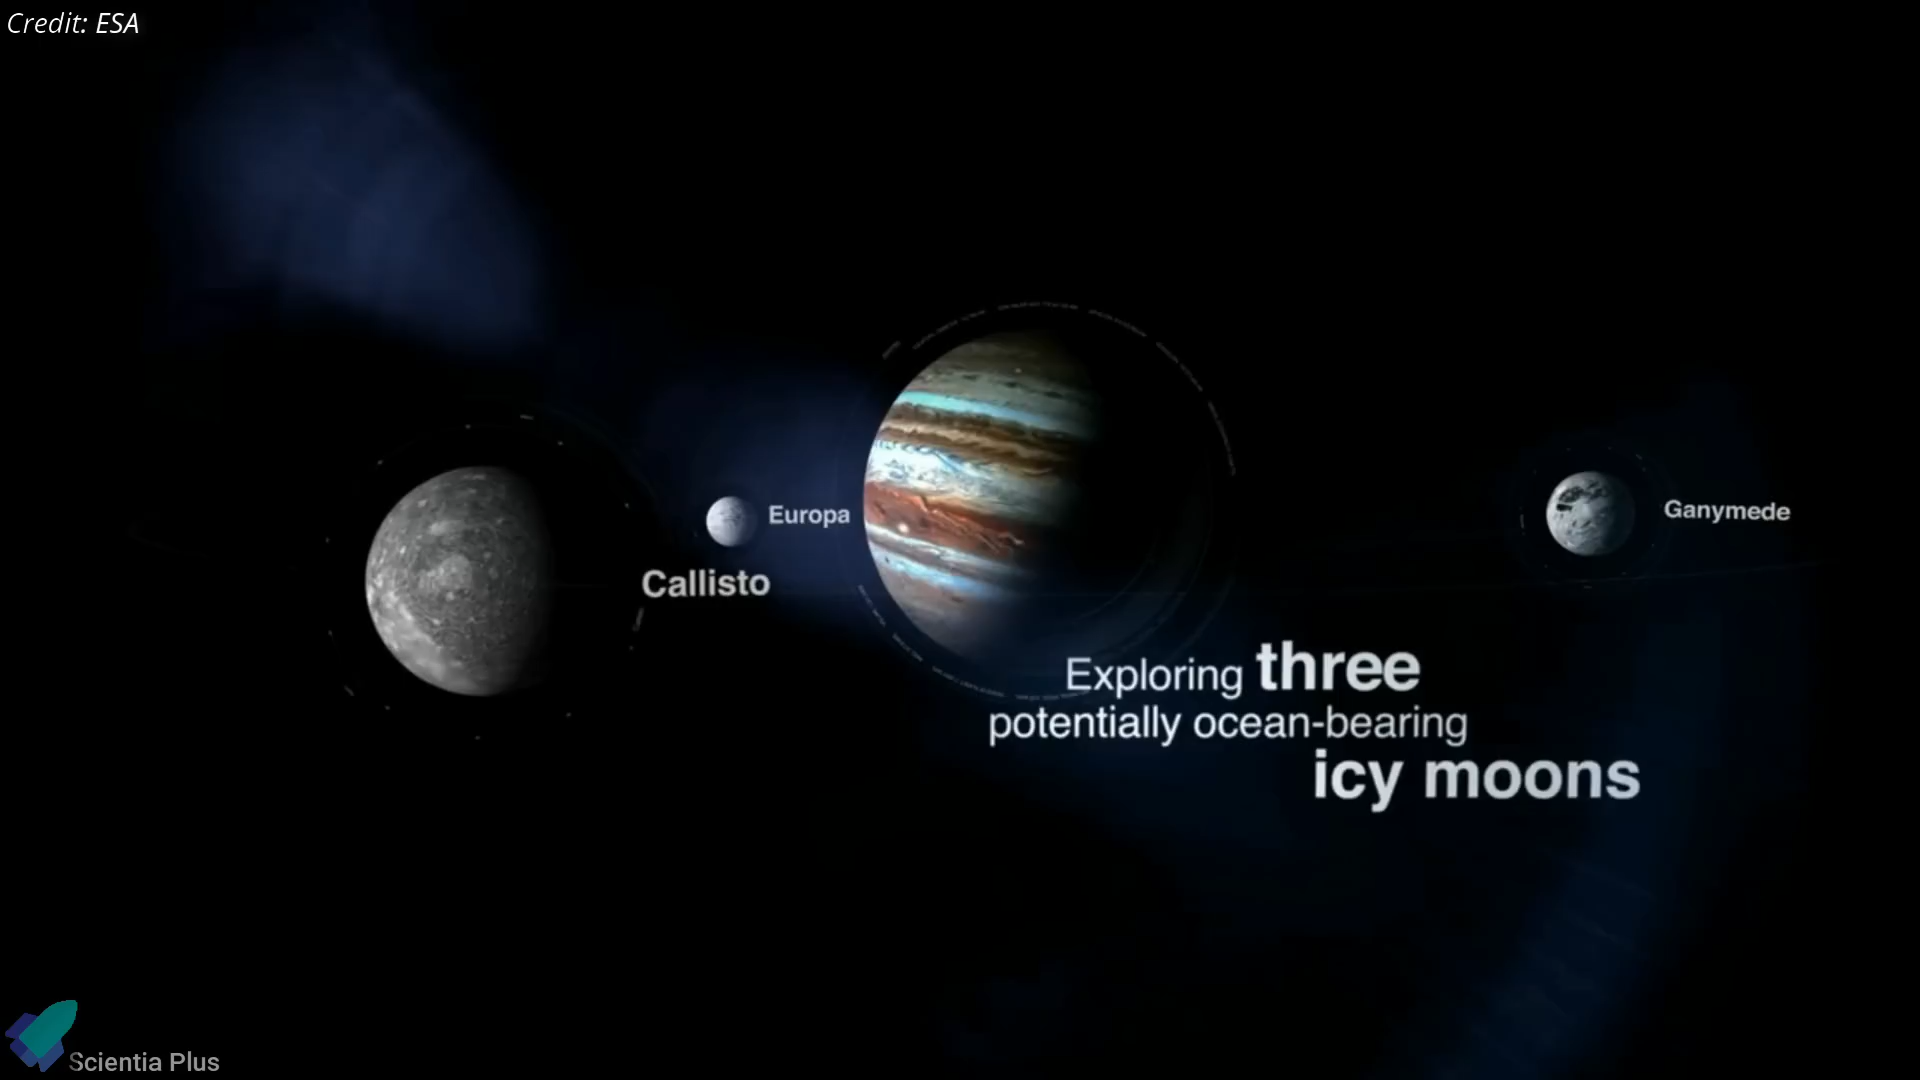 Credit: ESA
Europa
Ganymede
Callisto
Exploring three
potentially ocean-bearing
icy moons
Scientia Plus